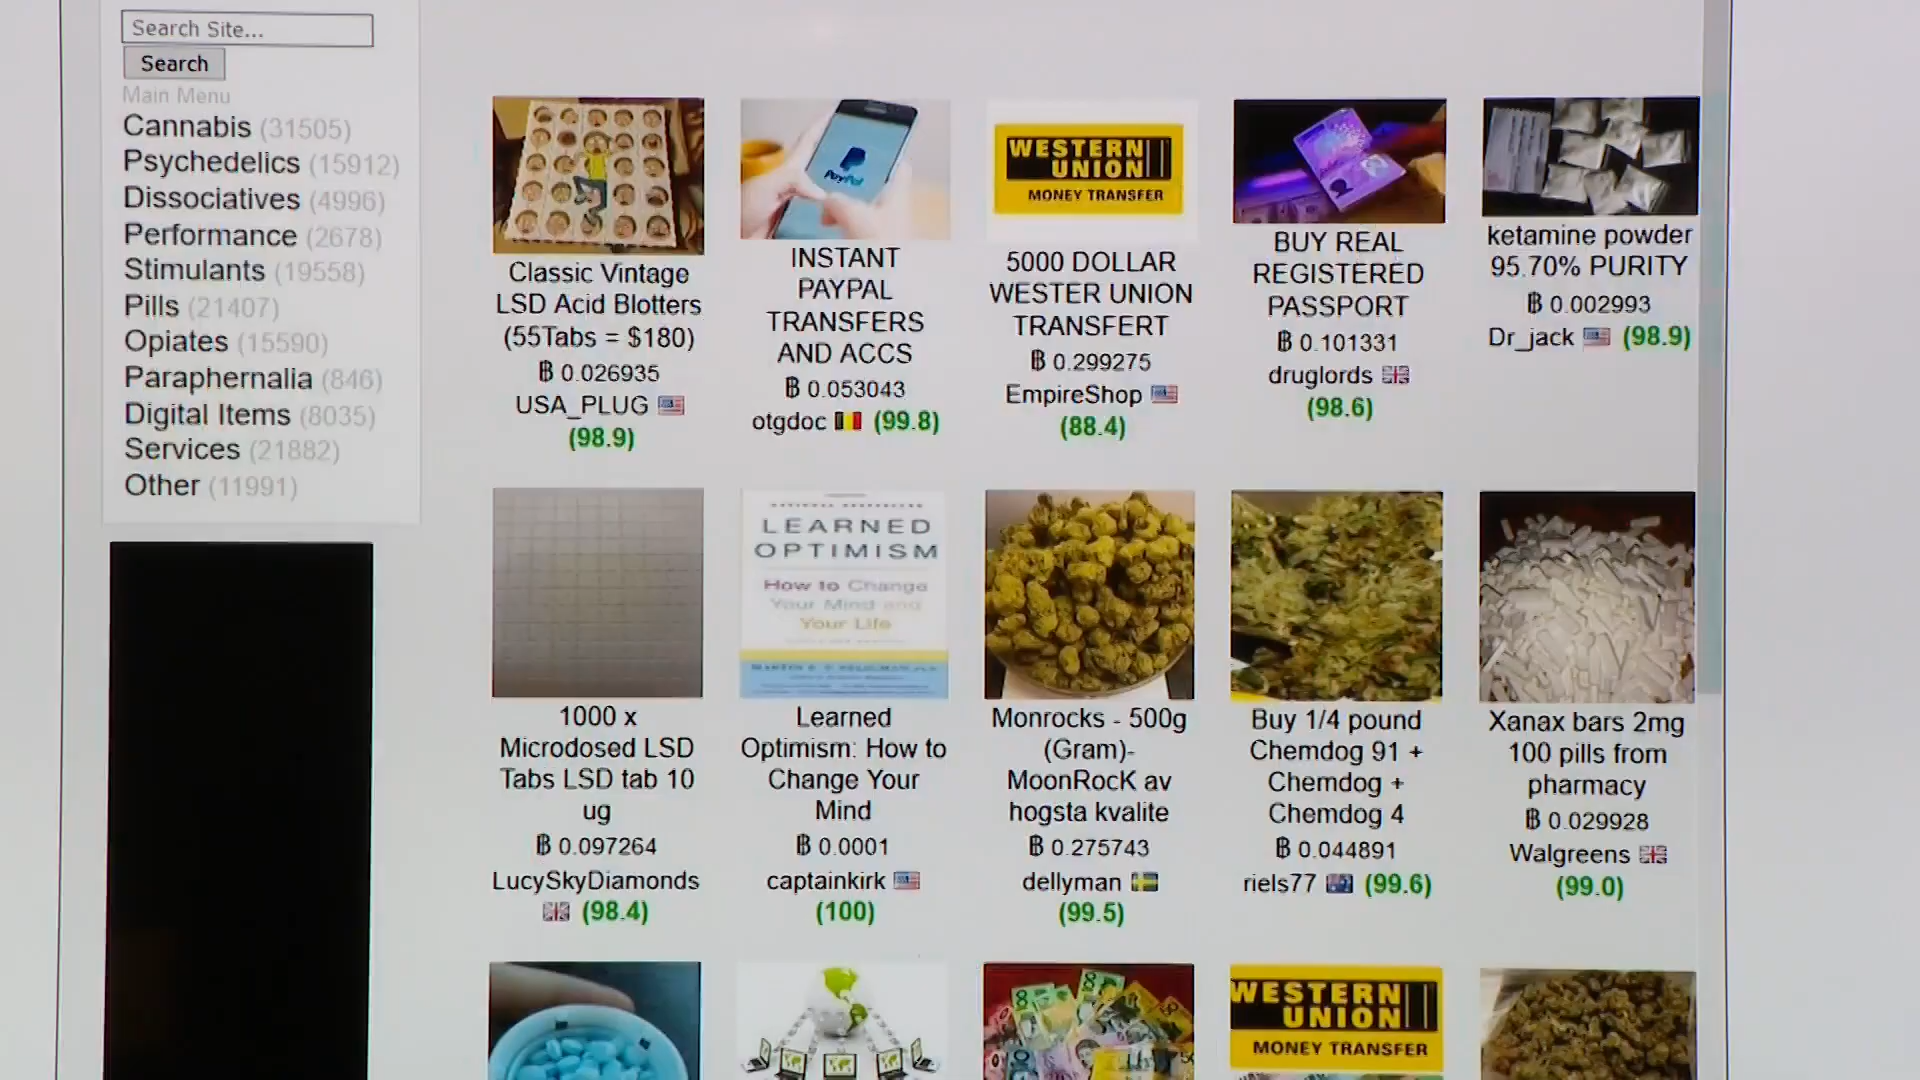 Search Site...
Search
Main Menu
Cannabis (31505)
Psychedelics (15912)
Dissociatives (4996)
Performance (2678)
Stimulants (19558)
Pills (21407)
Opiates (15590)
Paraphernalia (846)
Digital Items (8035)
Services (21882)
Other (11991)
Classic Vintage
LSD Acid Blotters
(55Tabs = $180)
฿ 0.026935
USA_PLUG
(98.9)
PayPal
INSTANT
PAYPAL
TRANSFERS
AND ACCS
฿ 0.053043
otgdoc (99.8)
WESTERN
UNION
MONEY TRANSFER
5000 DOLLAR
WESTER UNION
TRANSFERT
฿ 0.299275
EmpireShop
(88.4)
BUY REAL
REGISTERED
PASSPORT
฿ 0.101331
druglords
(98.6)
ketamine powder
95.70% PURITY
฿ 0.002993
Dr_jack (98.9)
1000 x
Microdosed LSD
Tabs LSD tab 10
ug
฿ 0.097264
LucySkyDiamonds
(98.4)
LEARNED
OPTIMISM
How to Change
Your Mind and
Your Life
Learned
Optimism: How to
Change Your
Mind
฿ 0.0001
captainkirk
(100)
Monrocks - 500g
(Gram)-
MoonRocK av
hogsta kvalite
฿ 0.275743
dellyman
(99.5)
Buy 1/4 pound
Chemdog 91 +
Chemdog +
Chemdog 4
฿ 0.044891
riels77 (99.6)
Xanax bars 2mg
100 pills from
pharmacy
฿ 0.029928
Walgreens
(99.0)
WESTERN
UNION
MONEY TRANSFER